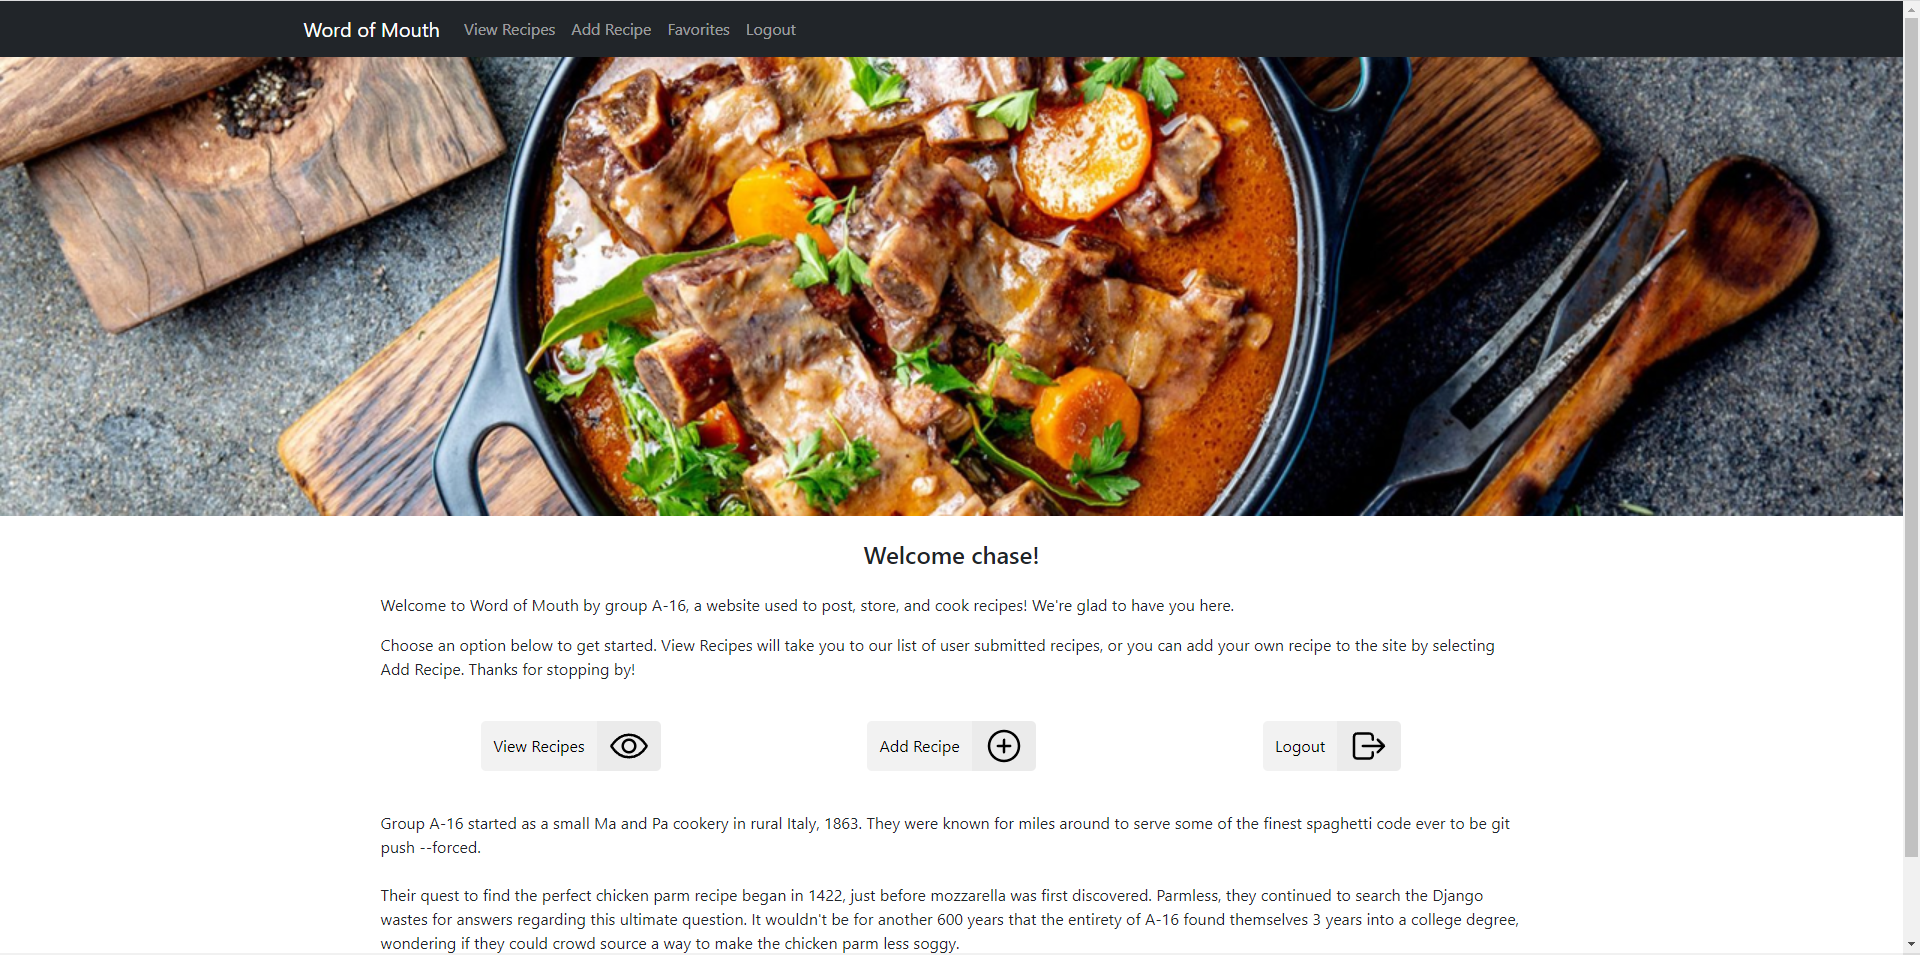 Word of Mouth View Recipes Add Recipe Favorites Logout
Welcome chase!
Welcome to Word of Mouth by group A-16, a website used to post, store, and cook recipes! We're glad to have you here.
Choose an option below to get started. View Recipes will take you to our list of user submitted recipes, or you can add your own recipe to the site by selecting
Add Recipe. Thanks for stopping by!
View Recipes Add Recipe Logout
Group A-16 started as a small Ma and Pa cookery in rural Italy, 1863. They were known for miles around to serve some of the finest spaghetti code ever to be git
push --forced.
Their quest to find the perfect chicken parm recipe began in 1422, just before mozzarella was first discovered. Parmless, they continued to search the Django
wastes for answers regarding this ultimate question. It wouldn't be for another 600 years that the entirety of A-16 found themselves 3 years into a college degree,
wondering if they could crowd source a way to make the chicken parm less soggy.